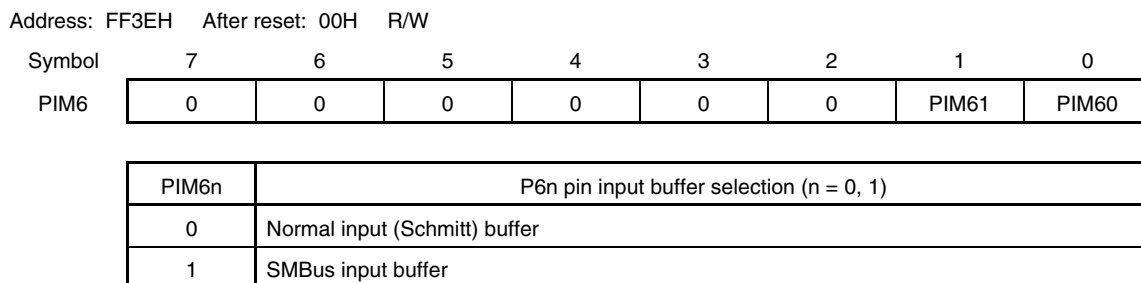 Address: FF3EH After reset: 00H R/W
Symbol 7 6 5 4 3 2 1 0
PIM6 0 0 0 0 0 0 PIM61 PIM60
PIM6n P6n pin input buffer selection (n = 0, 1)
0 Normal input (Schmitt) buffer
1 SMBus input buffer